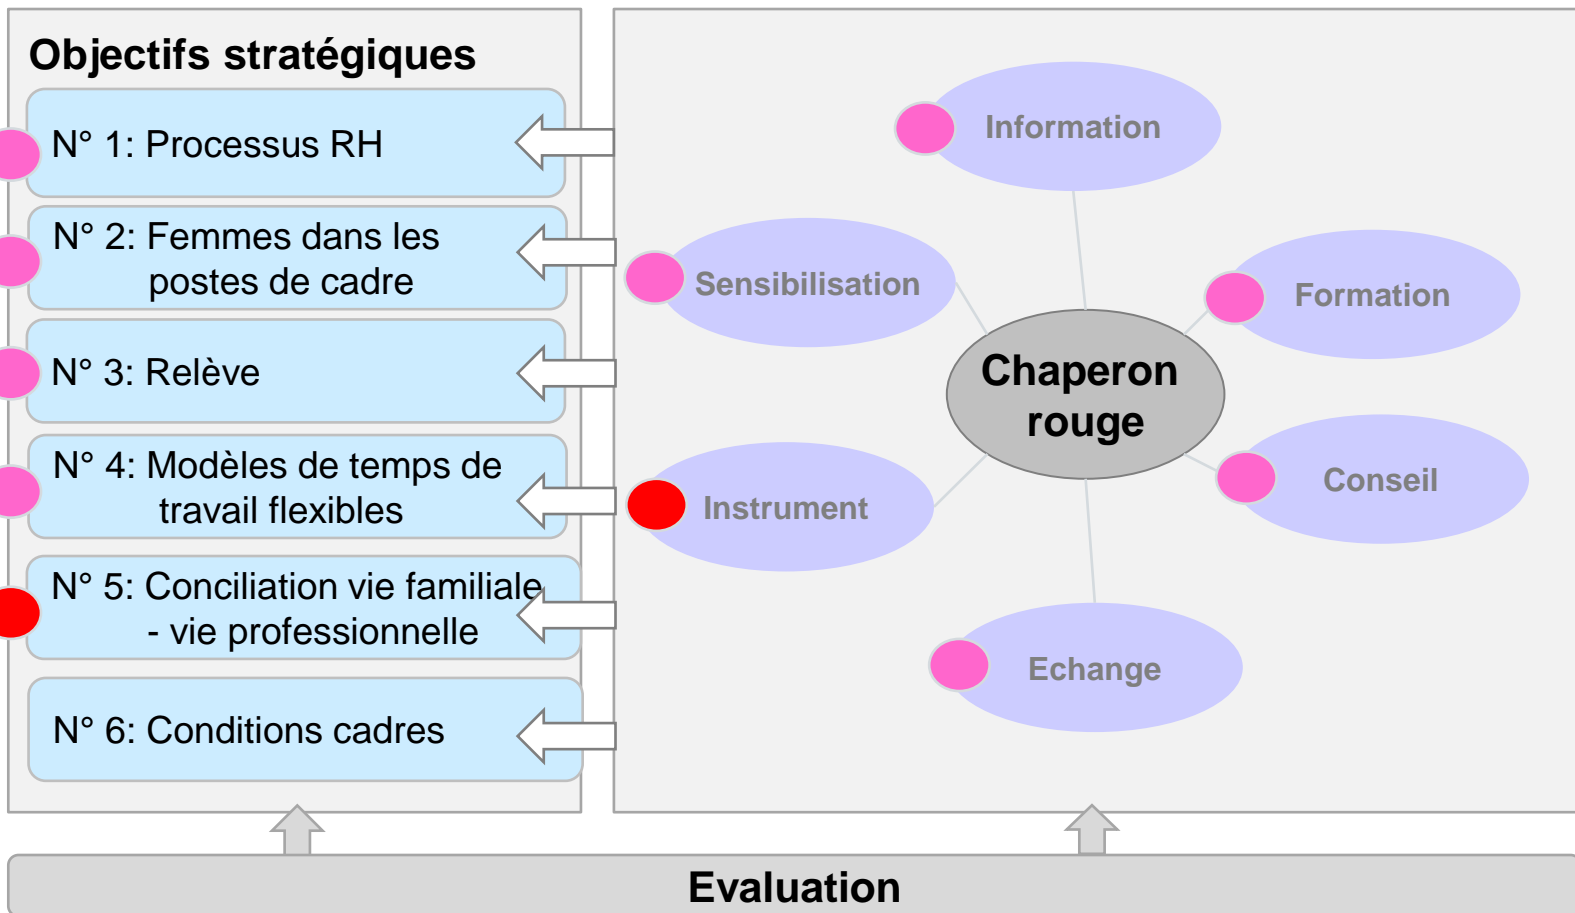 Objectifs stratégiques
N° 1: Processus RH
N° 2: Femmes dans les
postes de cadre
N° 3: Relève
N° 4: Modèles de temps de
travail flexibles
N° 5: Conciliation vie familiale
- vie professionnelle
N° 6: Conditions cadres
Information
Sensibilisation
Formation
Chaperon
rouge
Instrument
Conseil
Echange
Evaluation